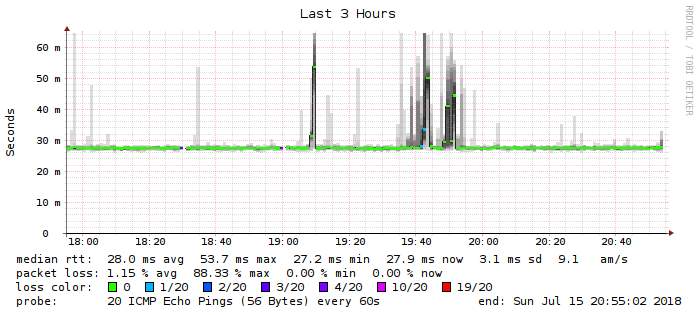 Last 3 Hours
RRDTOOL / TOBI OETIKER
Seconds
60 m
50 m
40 m
30 m
20 m
10 m
0
18:00 18:20 18:40 19:00 19:20 19:40 20:00 20:20 20:40
median rtt: 28.0 ms avg 53.7 ms max 27.2 ms min 27.9 ms now 3.1 ms sd 9.1 am/s
packet loss: 1.15 % avg 88.33 % max 0.00 % min 0.00 % now
loss color: 0 1/20 2/20 3/20 4/20 10/20 19/20
probe: 20 ICMP Echo Pings (56 Bytes) every 60s end: Sun Jul 15 20:55:02 2018